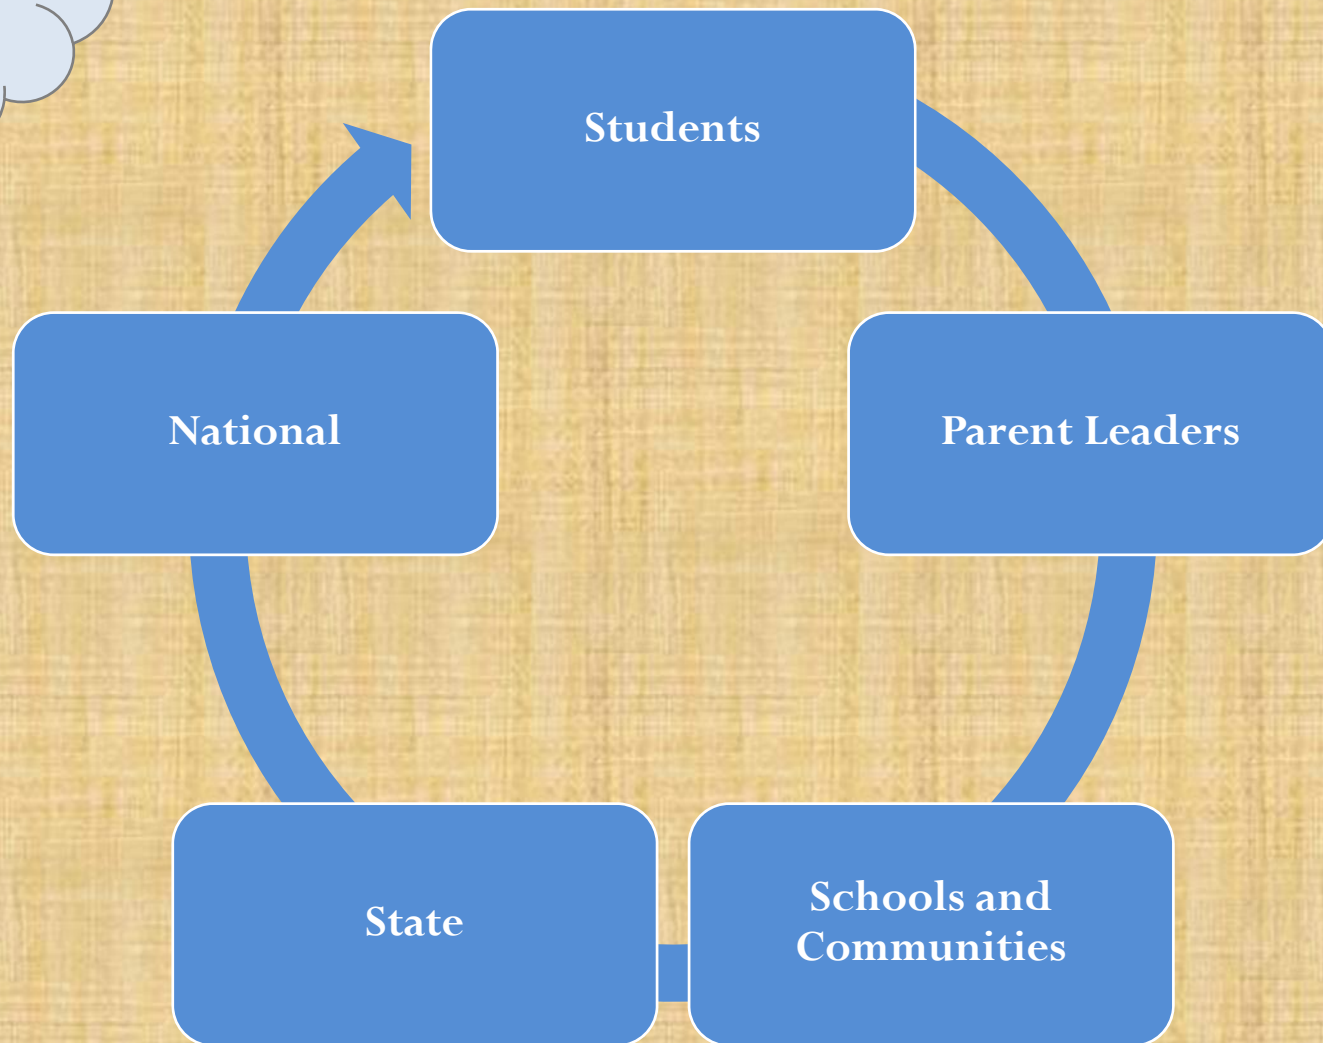 Students
Parent Leaders
Schools and
Communities
State
National